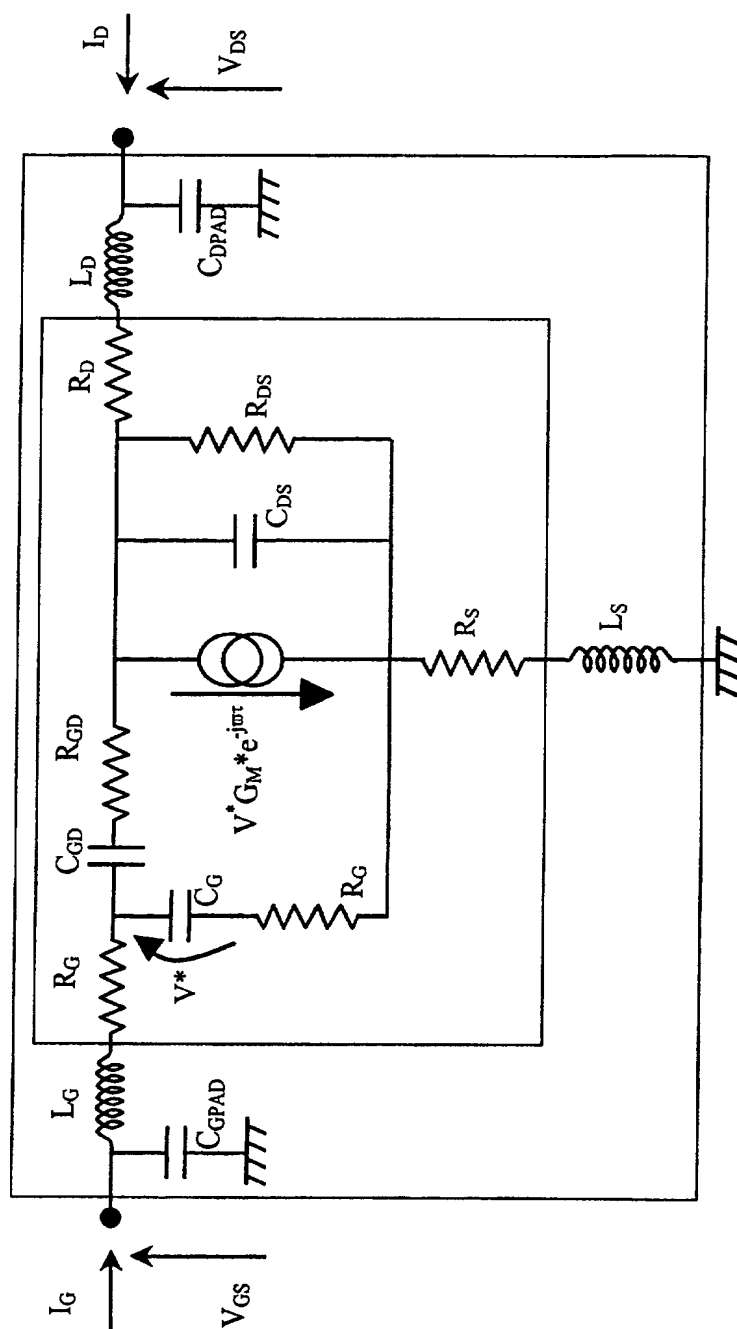 I_G
V_GS
L_G
C_GPAD
R_G
V*
C_G
R_G
C_GD
R_GD
V*G_M*e^-jϖτ
C_DS
R_DS
R_S
L_S
R_D
L_D
C_DPAD
I_D
V_DS